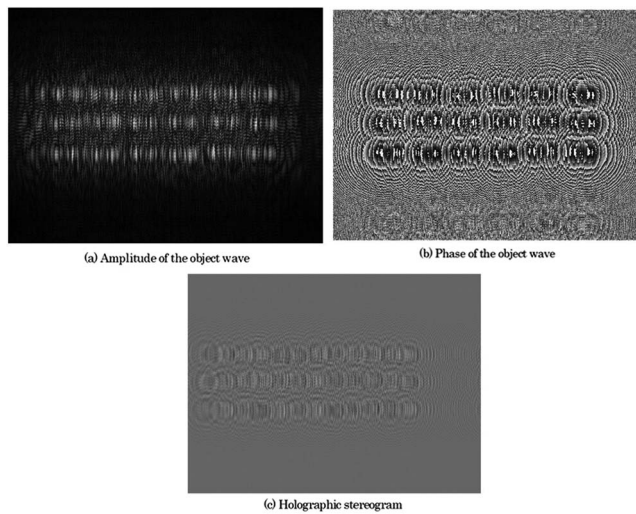 (a) Amplitude of the object wave
(b) Phase of the object wave
(c) Holographic stereogram